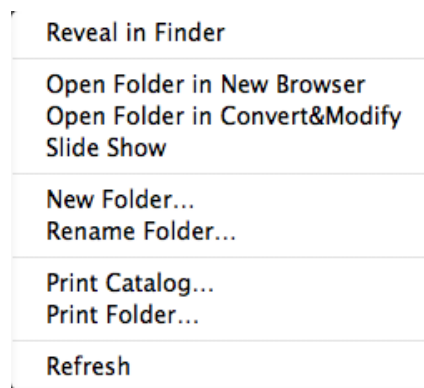 Reveal in Finder
Open Folder in New Browser
Open Folder in Convert&Modify
Slide Show
New Folder...
Rename Folder...
Print Catalog...
Print Folder...
Refresh